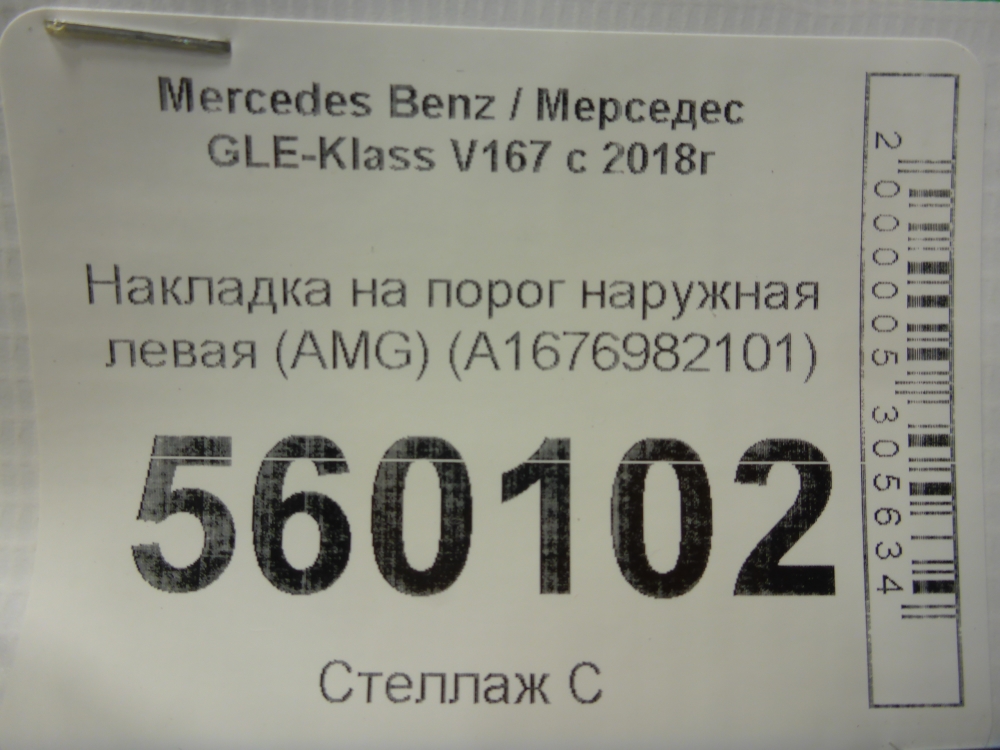 Mercedes Benz / Мерседес
GLE-Klass V167 с 2018г
Накладка на порог наружная
левая (AMG) (A1676982101)
560102
Стеллаж С
2000005305634